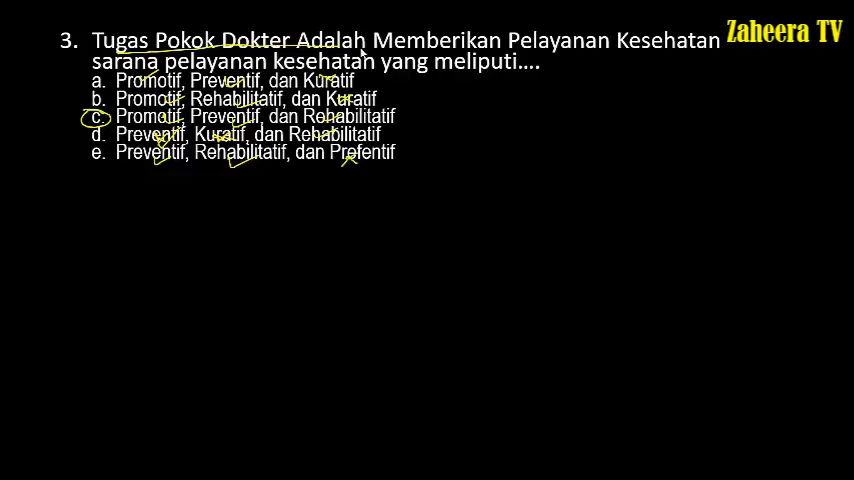 Zaheera TV
3. Tugas Pokok Dokter Adalah Memberikan Pelayanan Kesehatan
sarana pelayanan kesehatan yang meliputi....
a. Promotif, Preventif, dan Kuratif
b. Promotif, Rehabilitatif, dan Kuratif
c. Promotif, Preventif, dan Rehabilitatif
d. Preventif, Kuratif, dan Rehabilitatif
e. Preventif, Rehabilitatif, dan Profentif